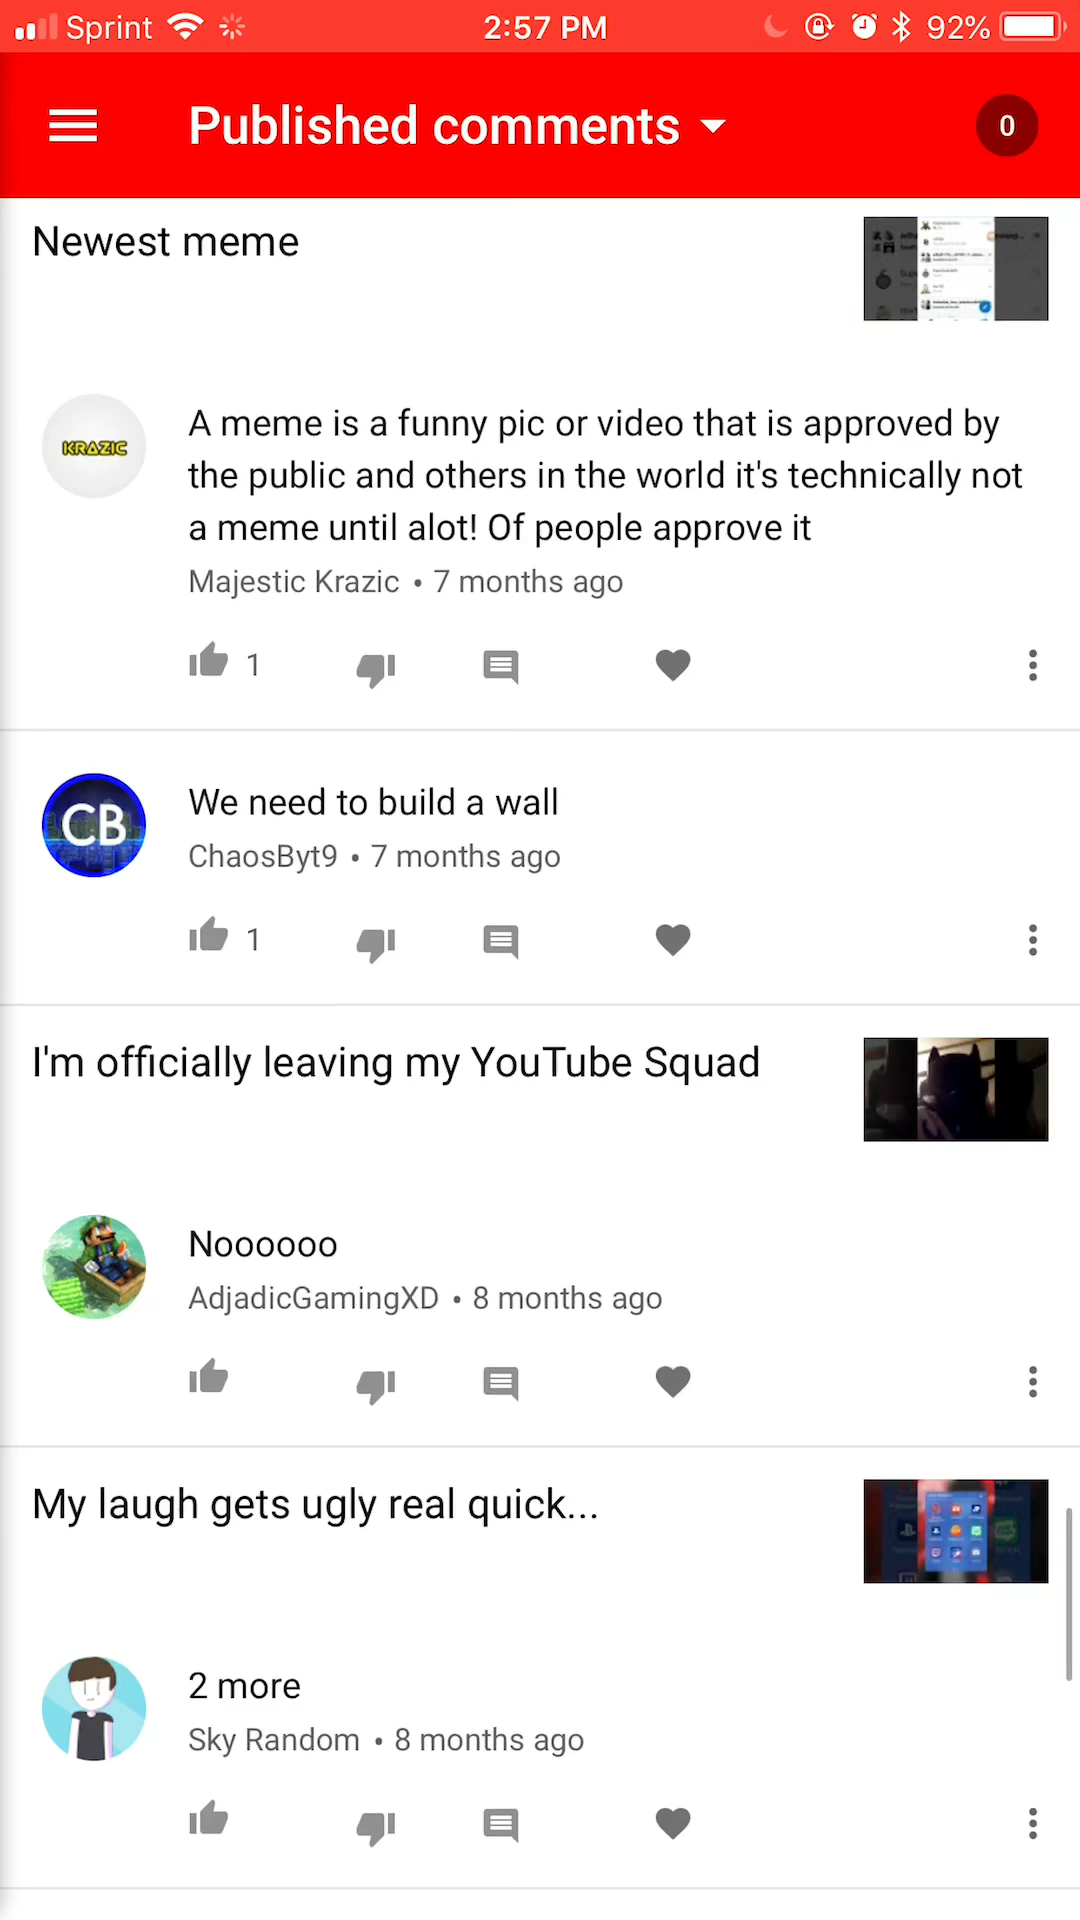 Sprint 2:57 PM 92%
Published comments 0
Newest meme
KRAZIC
A meme is a funny pic or video that is approved by
the public and others in the world it's technically not
a meme until alot! Of people approve it
Majestic Krazic • 7 months ago
1
CB
We need to build a wall
ChaosByt9 • 7 months ago
1
I'm officially leaving my YouTube Squad
Noooooo
AdjadicGamingXD • 8 months ago
My laugh gets ugly real quick...
2 more
Sky Random • 8 months ago